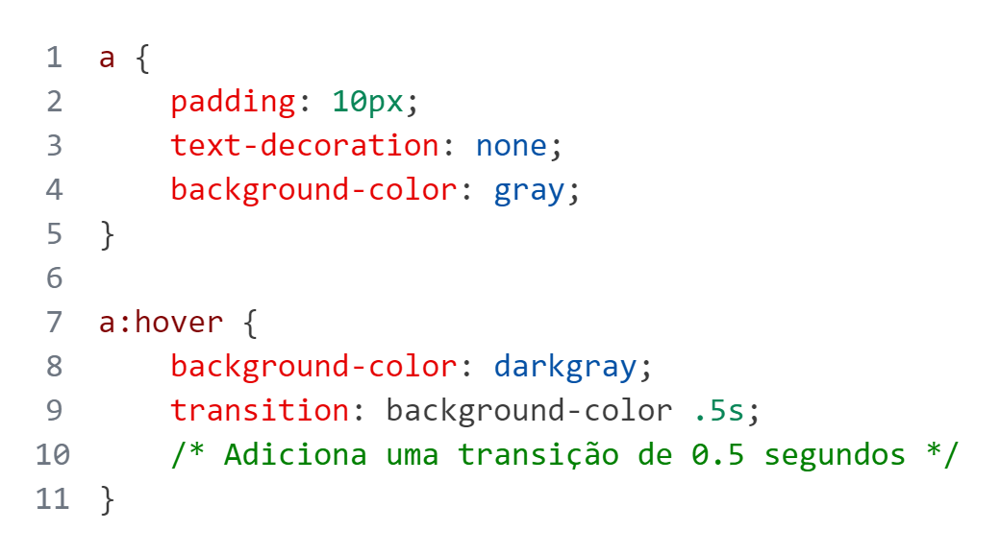 1 a {
2 padding: 10px;
3 text-decoration: none;
4 background-color: gray;
5 }
6
7 a:hover {
8 background-color: darkgray;
9 transition: background-color .5s;
10 /* Adiciona uma transição de 0.5 segundos */
11 }